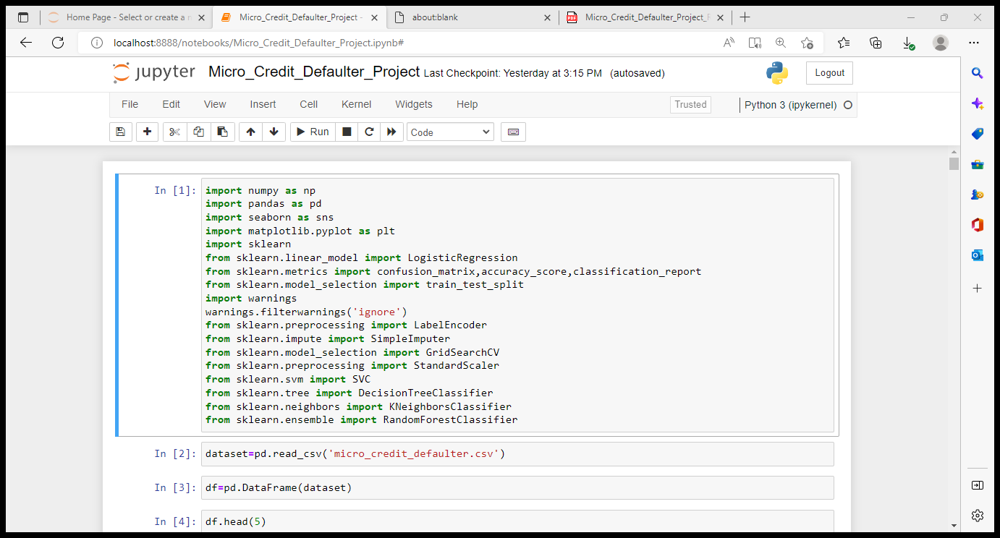 Home Page - Select or create a n
Micro_Credit_Defaulter_Project -
about:blank
PDF
Micro_Credit_Defaulter_Project_F
localhost:8888/notebooks/Micro_Credit_Defaulter_Project.ipynb#
jupyter Micro_Credit_Defaulter_Project Last Checkpoint: Yesterday at 3:15 PM (autosaved)
Logout
File Edit View Insert Cell Kernel Widgets Help
Trusted
Python 3 (ipykernel)
Run
Code
In [1]:
import numpy as np
import pandas as pd
import seaborn as sns
import matplotlib.pyplot as plt
import sklearn
from sklearn.linear_model import LogisticRegression
from sklearn.metrics import confusion_matrix,accuracy_score,classification_report
from sklearn.model_selection import train_test_split
import warnings
warnings.filterwarnings('ignore')
from sklearn.preprocessing import LabelEncoder
from sklearn.impute import SimpleImputer
from sklearn.model_selection import GridSearchCV
from sklearn.preprocessing import StandardScaler
from sklearn.svm import SVC
from sklearn.tree import DecisionTreeClassifier
from sklearn.neighbors import KNeighborsClassifier
from sklearn.ensemble import RandomForestClassifier
In [2]: dataset=pd.read_csv('micro_credit_defaulter.csv')
In [3]: df=pd.DataFrame(dataset)
In [4]: df.head(5)